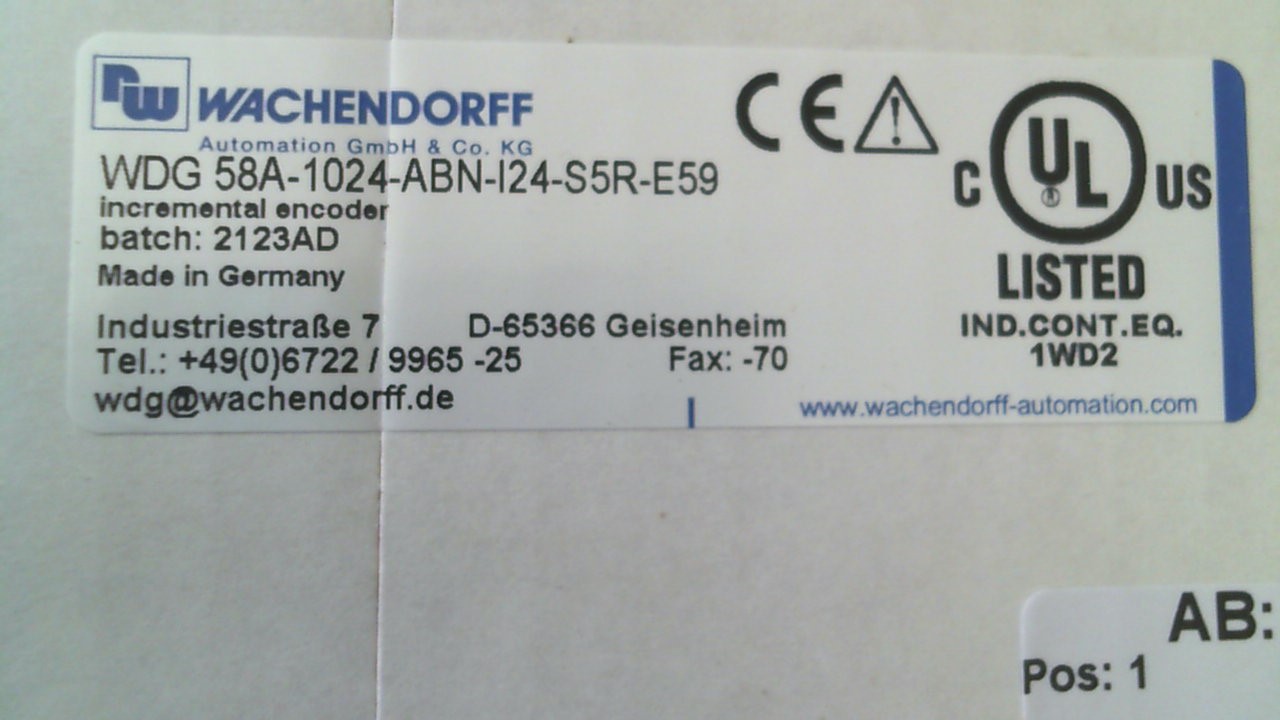 WACHENDORFF
Automation GmbH & Co. KG
WDG 58A-1024-ABN-I24-S5R-E59
incremental encoder
batch: 2123AD
Made in Germany
Industriestraße 7 D-65366 Geisenheim
Tel.: +49(0)6722 / 9965 -25 Fax: -70
wdg@wachendorff.de
CE
C UL US
®
LISTED
IND.CONT.EQ.
1WD2
www.wachendorff-automation.com
AB:
Pos: 1